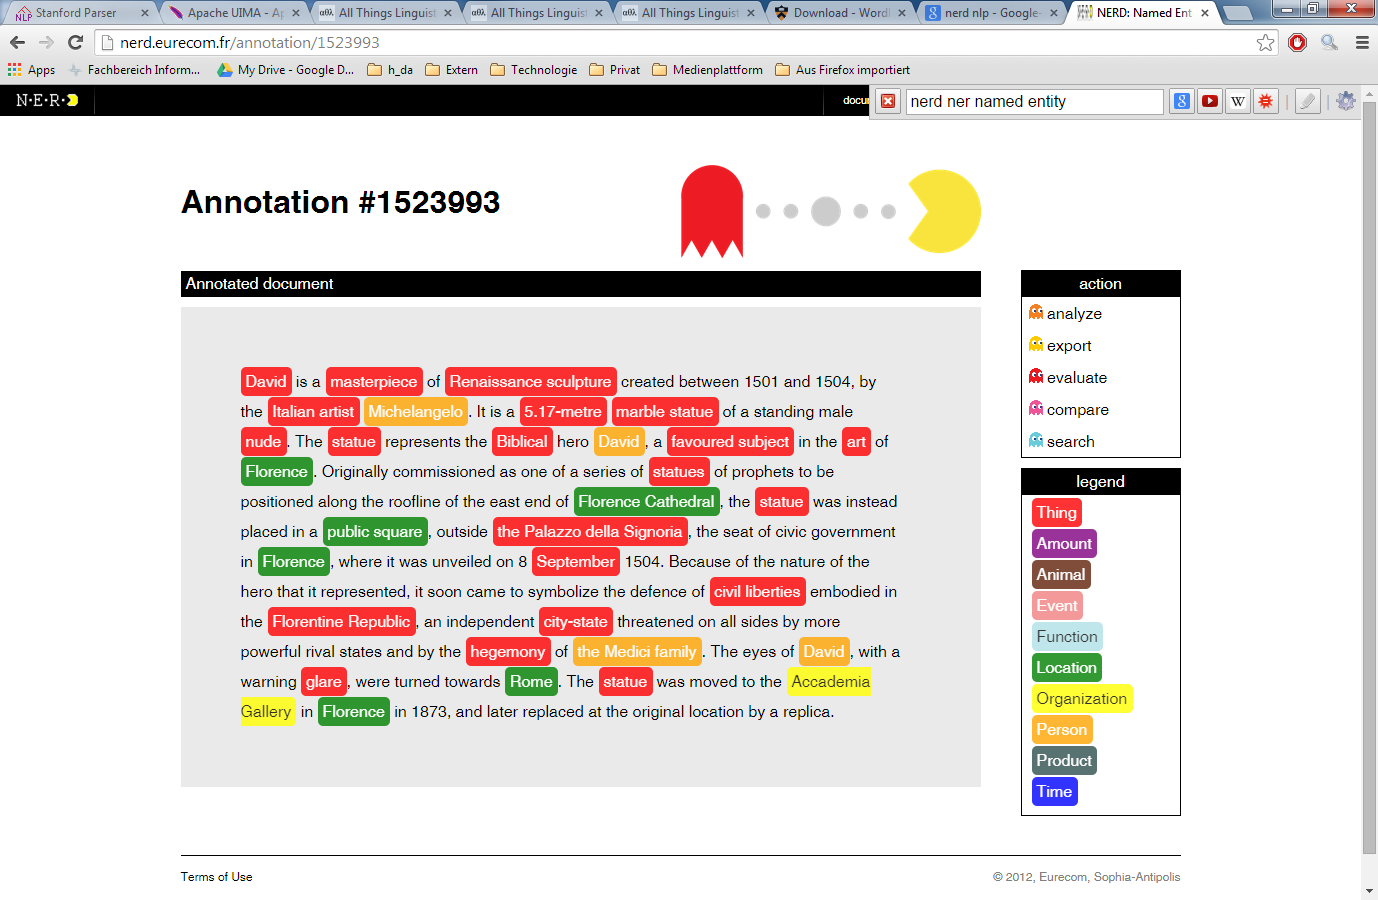 Stanford Parser
Apache UIMA - Ap
All Things Linguist
All Things Linguist
All Things Linguist
Download - Word
nerd nlp - Google-
NERD: Named Ent
nerd.eurecom.fr/annotation/1523993
Apps Fachbereich Inform... My Drive - Google D... h_da Extern Technologie Privat Medienplattform Aus Firefox importiert
N·E·R· docu nerd ner named entity
Annotation #1523993
Annotated document
David is a masterpiece of Renaissance sculpture created between 1501 and 1504, by
the Italian artist Michelangelo. It is a 5.17-metre marble statue of a standing male
nude. The statue represents the Biblical hero David, a favoured subject in the art of
Florence. Originally commissioned as one of a series of statues of prophets to be
positioned along the roofline of the east end of Florence Cathedral, the statue was instead
placed in a public square, outside the Palazzo della Signoria, the seat of civic government
in Florence, where it was unveiled on 8 September 1504. Because of the nature of the
hero that it represented, it soon came to symbolize the defence of civil liberties embodied in
the Florentine Republic, an independent city-state threatened on all sides by more
powerful rival states and by the hegemony of the Medici family. The eyes of David, with a
warning glare, were turned towards Rome. The statue was moved to the Accademia
Gallery in Florence in 1873, and later replaced at the original location by a replica.
action
analyze
export
evaluate
compare
search
legend
Thing
Amount
Animal
Event
Function
Location
Organization
Person
Product
Time
Terms of Use
© 2012, Eurecom, Sophia-Antipolis